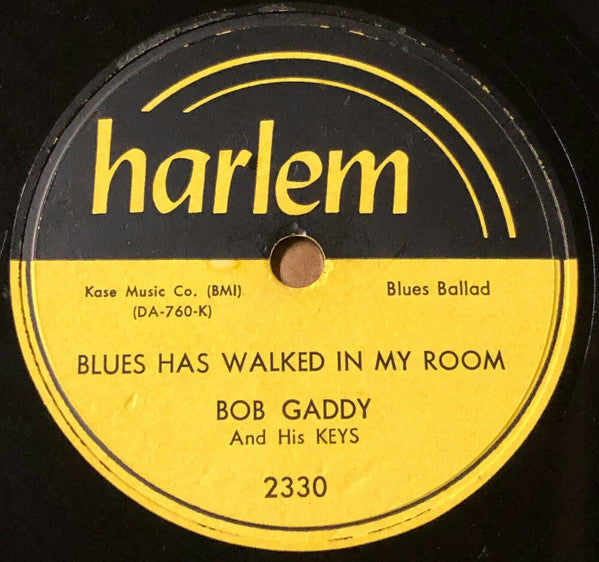 harlem
Kase Music Co. (BMI)
(DA-760-K)
Blues Ballad
BLUES HAS WALKED IN MY ROOM
BOB GADDY
And His KEYS
2330